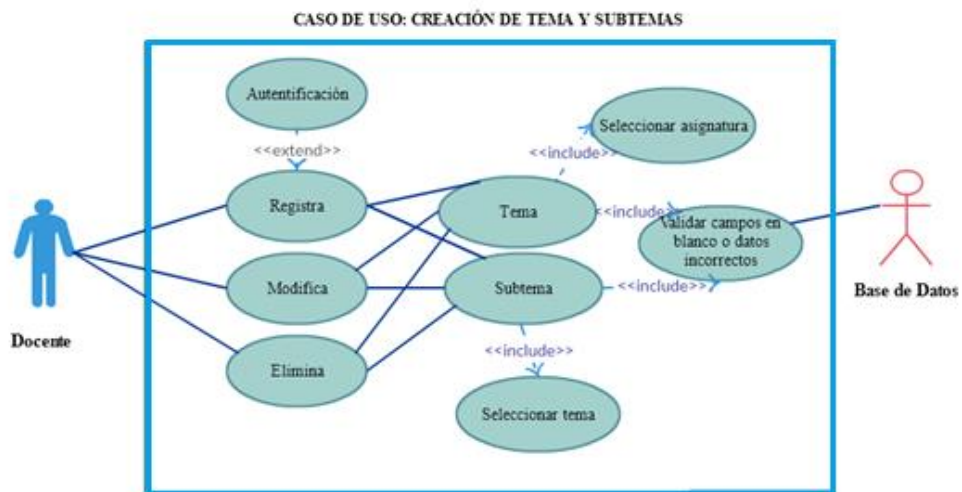 CASO DE USO: CREACIÓN DE TEMA Y SUBTEMAS
Autentificación
<<extend>>
Registra
Modifica
Elimina
Docente
Tema
Subtema
<<include>>
Seleccionar asignatura
<<include>>
Validar campos en
blanco o datos
incorrectos
<<include>>
<<include>>
Seleccionar tema
Base de Datos